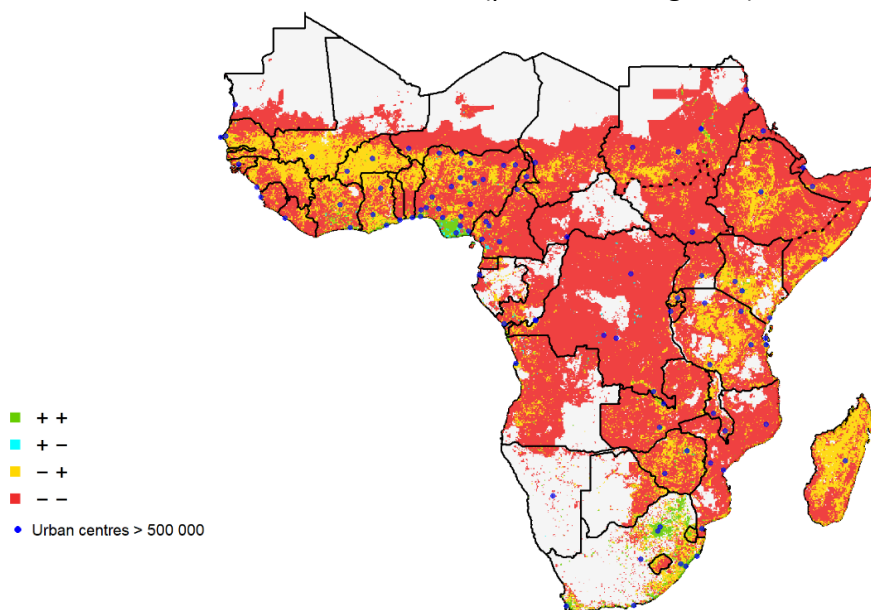 + +
+ −
− +
− −
Urban centres > 500 000